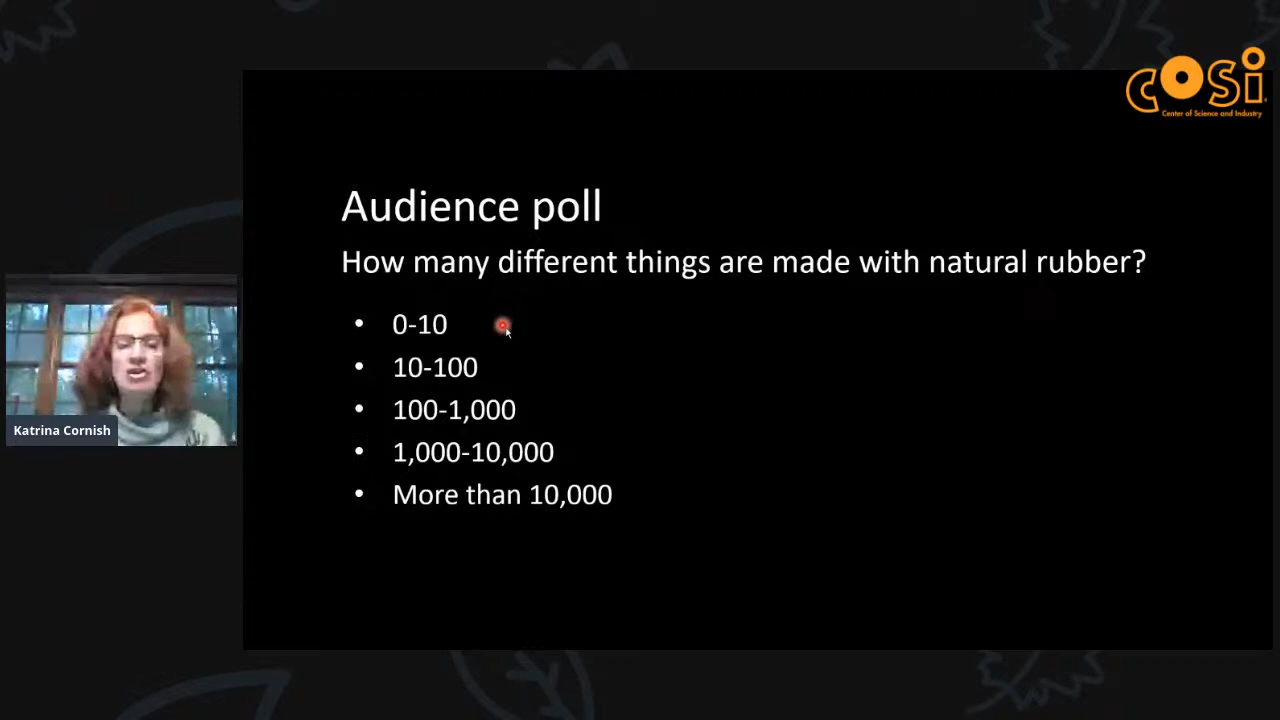 COSI
Center of Science and Industry
Audience poll
How many different things are made with natural rubber?
• 0-10
• 10-100
• 100-1,000
• 1,000-10,000
• More than 10,000
Katrina Cornish